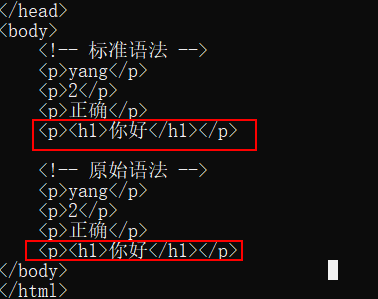 </head>
<body>
<!-- 标准语法 -->
<p>yang</p>
<p>2</p>
<p>正确</p>
<p><h1>你好</h1></p>
<!-- 原始语法 -->
<p>yang</p>
<p>2</p>
<p>正确</p>
<p><h1>你好</h1></p>
</body>
</html>